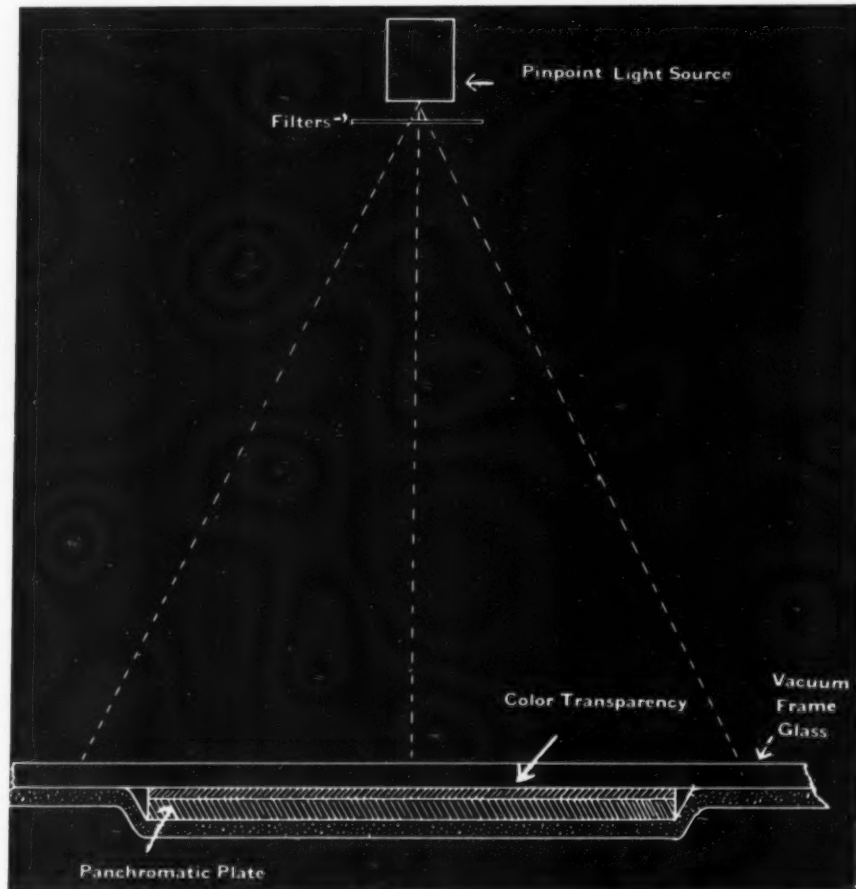 Pinpoint Light Source
Filters
Color Transparency
Vacuum
Frame
Glass
Panchromatic Plate